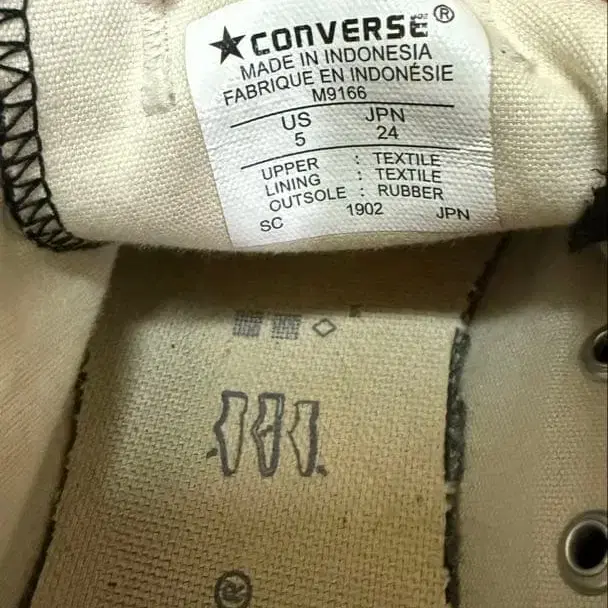 ★CONVERSE®
MADE IN INDONESIA
FABRIQUE EN INDONÉSIE
M9166
US JPN
5 24
UPPER : TEXTILE
LINING : TEXTILE
OUTSOLE : RUBBER
SC 1902 JPN
®